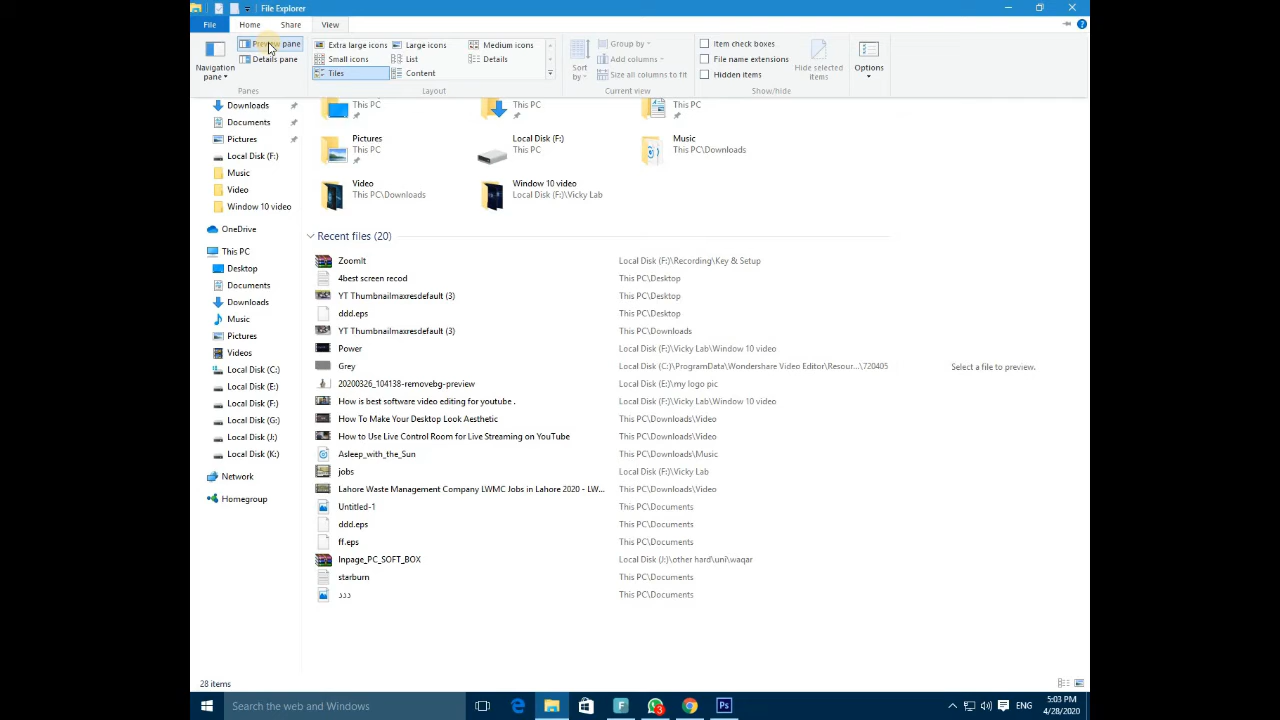 File Explorer
File Home Share View
Navigation pane
Preview pane
Details pane
Panes
Extra large icons Large icons Medium icons
Small icons List Details
Tiles Content
Layout
Sort by
Group by
Add columns
Size all columns to fit
Current view
Item check boxes
File name extensions
Hidden items
Hide selected items
Show/hide
Options
Downloads
Documents
Pictures
Local Disk (F:)
Music
Video
Window 10 video
OneDrive
This PC
Desktop
Documents
Downloads
Music
Pictures
Videos
Local Disk (C:)
Local Disk (E:)
Local Disk (F:)
Local Disk (G:)
Local Disk (J:)
Local Disk (K:)
Network
Homegroup
This PC
This PC
This PC
Pictures
This PC
Local Disk (F:)
This PC
Music
This PC\Downloads
Video
This PC\Downloads
Window 10 video
Local Disk (F:)\Vicky Lab
Recent files (20)
ZoomIt Local Disk (F:)\Recording\Key & Setup
4best screen recod This PC\Desktop
YT Thumbnailmaxresdefault (3) This PC\Desktop
ddd.eps This PC\Desktop
YT Thumbnailmaxresdefault (3) This PC\Downloads
Power Local Disk (F:)\Vicky Lab\Window 10 video
Grey Local Disk (C:)\ProgramData\Wondershare Video Editor\Resour...\720405
20200326_104138-removebg-preview Local Disk (E:)\my logo pic
How is best software video editing for youtube . Local Disk (F:)\Vicky Lab\Window 10 video
How To Make Your Desktop Look Aesthetic This PC\Downloads\Video
How to Use Live Control Room for Live Streaming on YouTube This PC\Downloads\Video
Asleep_with_the_Sun This PC\Downloads\Music
jobs Local Disk (F:)\Vicky Lab
Lahore Waste Management Company LWMC Jobs in Lahore 2020 - LW... This PC\Downloads\Video
Untitled-1 This PC\Documents
ddd.eps This PC\Documents
ff.eps This PC\Documents
Inpage_PC_SOFT_BOX Local Disk (J:)\other hard\uni\waqar
starburn This PC\Documents
ددد This PC\Documents
Select a file to preview.
28 items
Search the web and Windows
F
3
Ps
ENG
5:03 PM
4/28/2020